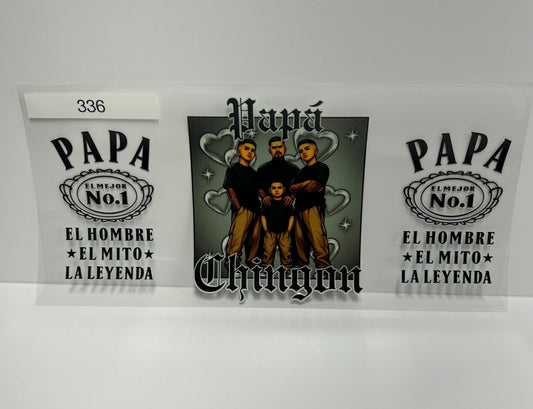 336
PAPA
EL MEJOR
No.1
EL HOMBRE
★ EL MITO ★
LA LEYENDA
Papá
Chingon
PAPA
EL MEJOR
No.1
EL HOMBRE
★ EL MITO ★
LA LEYENDA